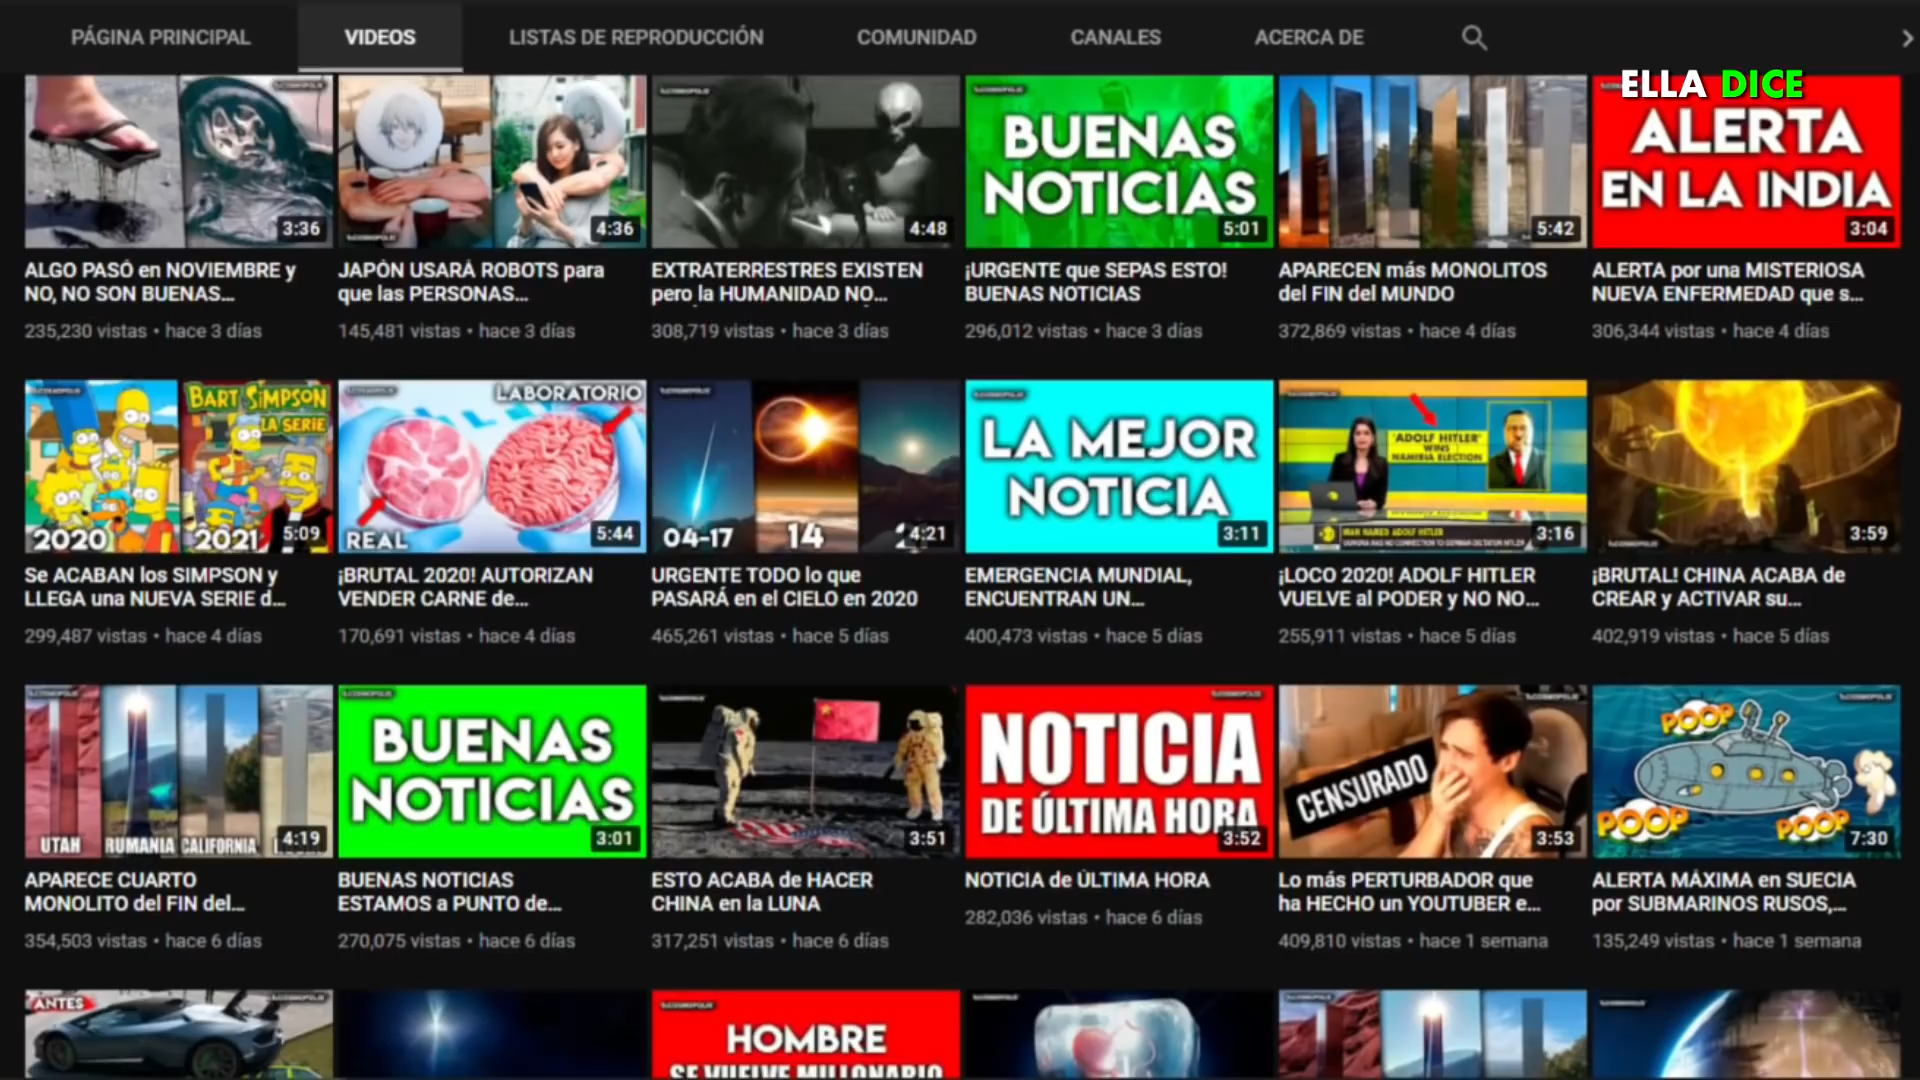 PÁGINA PRINCIPAL
VIDEOS
LISTAS DE REPRODUCCIÓN
COMUNIDAD
CANALES
ACERCA DE
ELLA DICE
3:36
4:36
4:48
BUENAS
NOTICIAS
5:01
5:42
ALERTA
EN LA INDIA
3:04
ALGO PASÓ en NOVIEMBRE y
NO, NO SON BUENAS...
235,230 vistas • hace 3 días
JAPÓN USARÁ ROBOTS para
que las PERSONAS...
145,481 vistas • hace 3 días
EXTRATERRESTRES EXISTEN
pero la HUMANIDAD NO...
308,719 vistas • hace 3 días
¡URGENTE que SEPAS ESTO!
BUENAS NOTICIAS
296,012 vistas • hace 3 días
APARECEN más MONOLITOS
del FIN del MUNDO
372,869 vistas • hace 4 días
ALERTA por una MISTERIOSA
NUEVA ENFERMEDAD que s...
306,344 vistas • hace 4 días
BART SIMPSON
LA SERIE
2020
2021
5:09
LABORATORIO
REAL
5:44
04-17
14
4:21
LA MEJOR
NOTICIA
3:11
'ADOLF HITLER'
WINS
NAMIBIA ELECTION
MAN NAMED ADOLF HITLER
3:16
3:59
Se ACABAN los SIMPSON y
LLEGA una NUEVA SERIE d...
299,487 vistas • hace 4 días
¡BRUTAL 2020! AUTORIZAN
VENDER CARNE de...
170,691 vistas • hace 4 días
URGENTE TODO lo que
PASARÁ en el CIELO en 2020
465,261 vistas • hace 5 días
EMERGENCIA MUNDIAL,
ENCUENTRAN UN...
400,473 vistas • hace 5 días
¡LOCO 2020! ADOLF HITLER
VUELVE al PODER y NO NO...
255,911 vistas • hace 5 días
¡BRUTAL! CHINA ACABA de
CREAR y ACTIVAR su...
402,919 vistas • hace 5 días
UTAH
RUMANIA
CALIFORNIA
4:19
BUENAS
NOTICIAS
3:01
3:51
NOTICIA
DE ÚLTIMA HORA
3:52
CENSURADO
3:53
POOP
POOP
POOP
7:30
APARECE CUARTO
MONOLITO del FIN del...
354,503 vistas • hace 6 días
BUENAS NOTICIAS
ESTAMOS a PUNTO de...
270,075 vistas • hace 6 días
ESTO ACABA de HACER
CHINA en la LUNA
317,251 vistas • hace 6 días
NOTICIA de ÚLTIMA HORA
282,036 vistas • hace 6 días
Lo más PERTURBADOR que
ha HECHO un YOUTUBER e...
409,810 vistas • hace 1 semana
ALERTA MÁXIMA en SUECIA
por SUBMARINOS RUSOS,...
135,249 vistas • hace 1 semana
ANTES
HOMBRE
SE VUELVE MILLONARIO